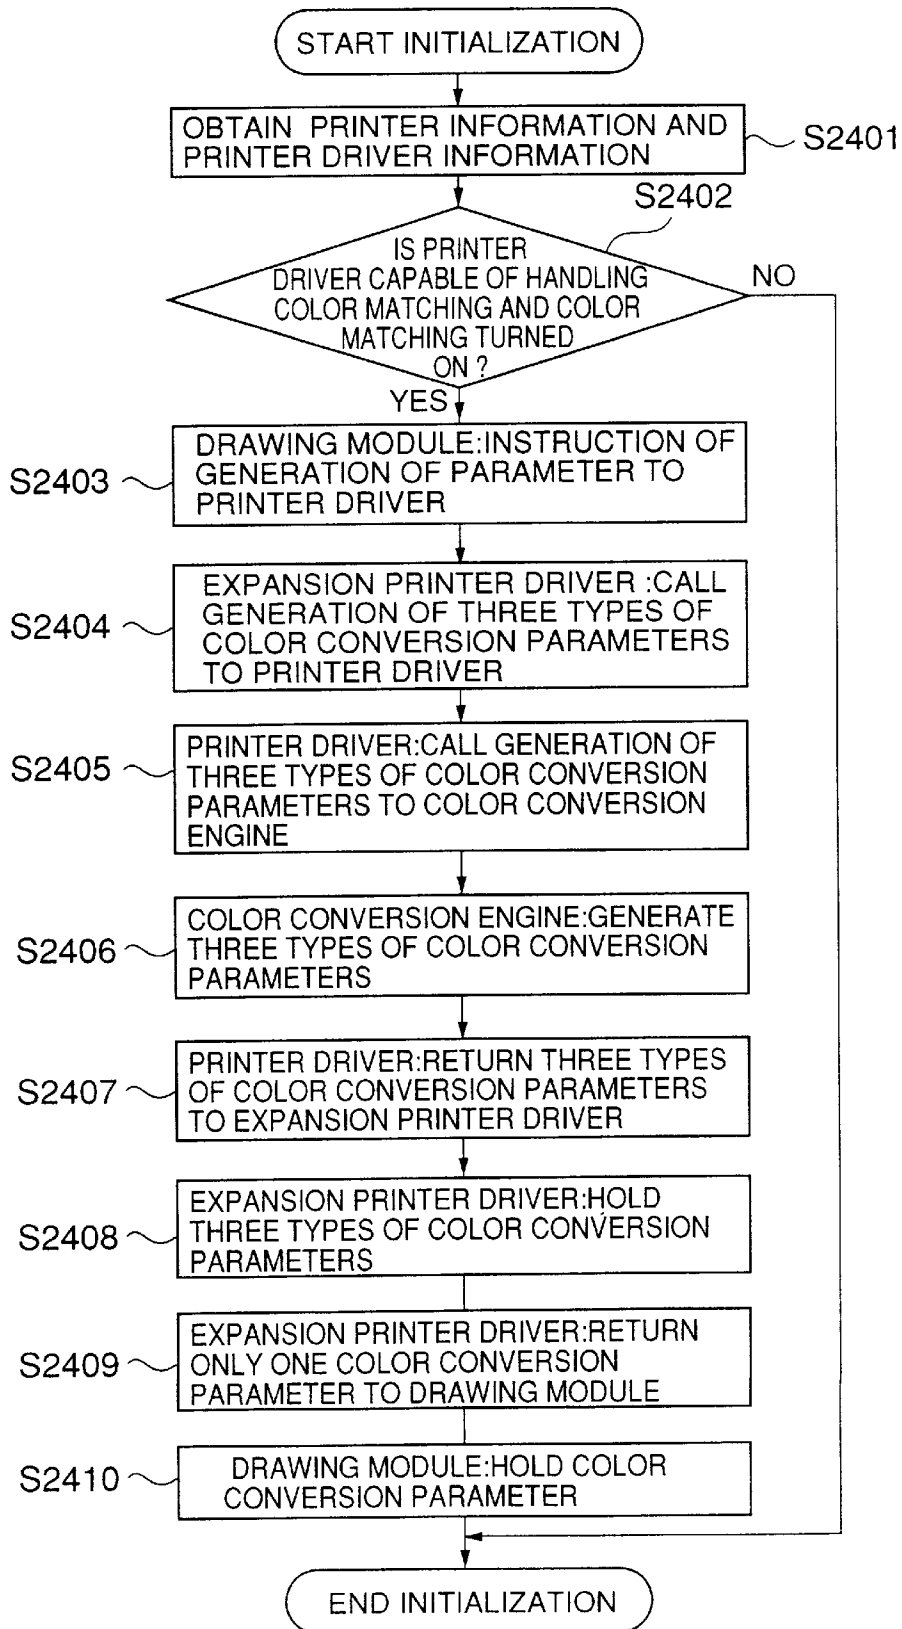 START INITIALIZATION
OBTAIN PRINTER INFORMATION AND
PRINTER DRIVER INFORMATION
S2401
S2402
IS PRINTER
DRIVER CAPABLE OF HANDLING
COLOR MATCHING AND COLOR
MATCHING TURNED
ON ?
NO
YES
S2403
DRAWING MODULE:INSTRUCTION OF
GENERATION OF PARAMETER TO
PRINTER DRIVER
S2404
EXPANSION PRINTER DRIVER :CALL
GENERATION OF THREE TYPES OF
COLOR CONVERSION PARAMETERS
TO PRINTER DRIVER
S2405
PRINTER DRIVER:CALL GENERATION OF
THREE TYPES OF COLOR CONVERSION
PARAMETERS TO COLOR CONVERSION
ENGINE
S2406
COLOR CONVERSION ENGINE:GENERATE
THREE TYPES OF COLOR CONVERSION
PARAMETERS
S2407
PRINTER DRIVER:RETURN THREE TYPES
OF COLOR CONVERSION PARAMETERS
TO EXPANSION PRINTER DRIVER
S2408
EXPANSION PRINTER DRIVER:HOLD
THREE TYPES OF COLOR CONVERSION
PARAMETERS
S2409
EXPANSION PRINTER DRIVER:RETURN
ONLY ONE COLOR CONVERSION
PARAMETER TO DRAWING MODULE
S2410
DRAWING MODULE:HOLD COLOR
CONVERSION PARAMETER
END INITIALIZATION